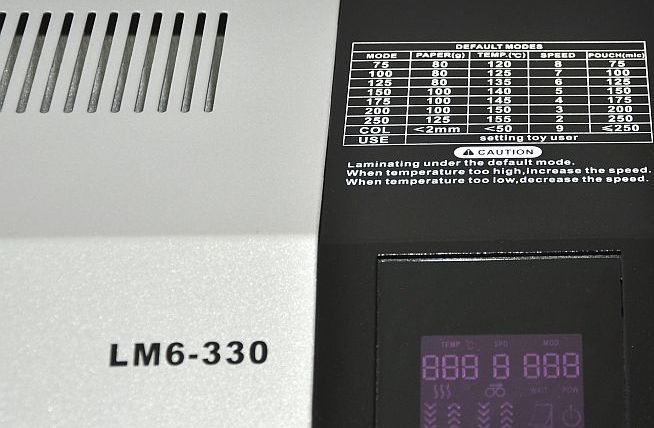 DEFAULT MODES
MODE PAPER(g) TEMP.(℃) SPEED POUCH(mic)
75 80 120 8 75
100 80 125 7 100
125 80 135 6 125
150 100 140 5 150
175 100 145 4 175
200 100 150 3 200
250 125 155 2 250
COL <2mm <50 9 ≤250
USE setting toy user
CAUTION
Laminating under the default mode.
When temperature too high,increase the speed.
When temperature too low,decrease the speed.
LM6-330
TEMP ℃ SPD MOD
888 8 888
WAIT POW